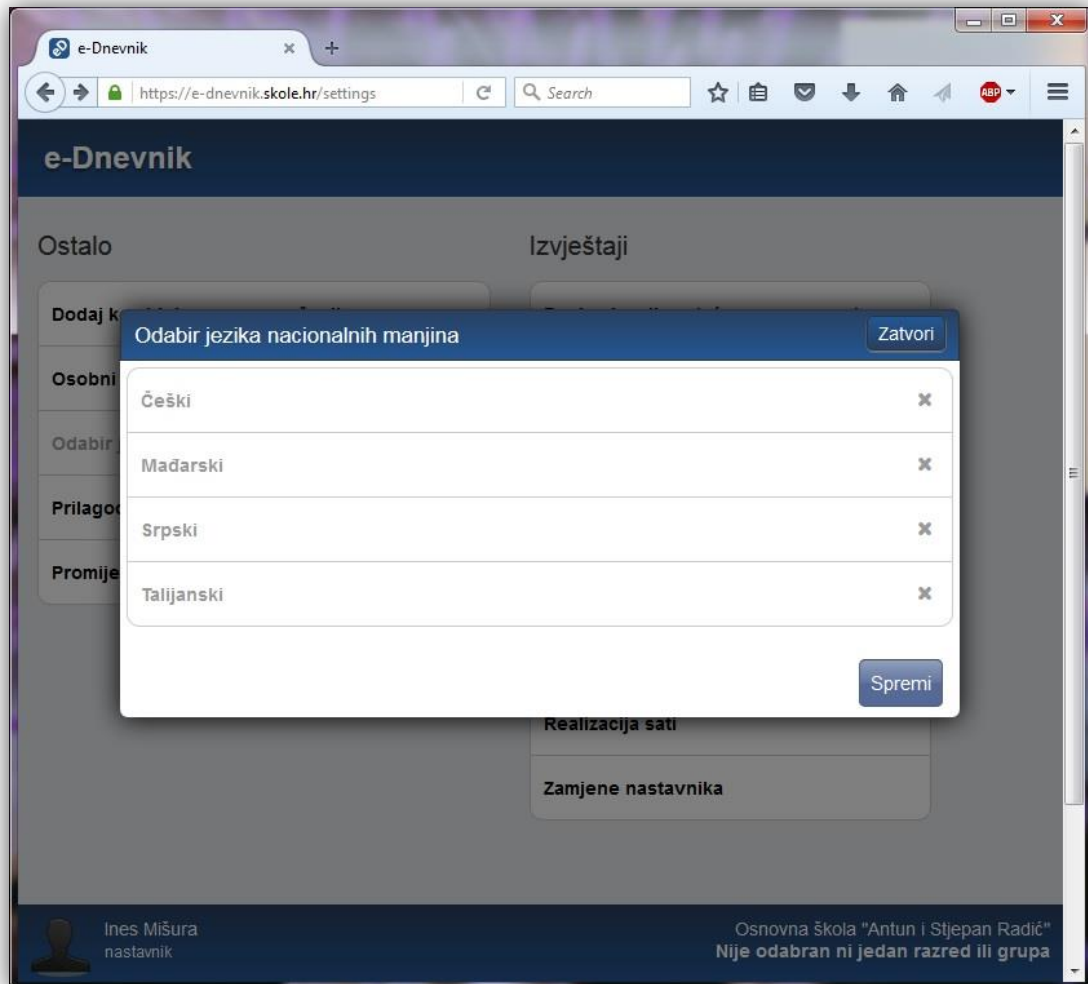 e-Dnevnik
https://e-dnevnik.skole.hr/settings
Search
ABP
e-Dnevnik
Ostalo
Izvještaji
Dodaj
Odabir jezika nacionalnih manjina
Zatvori
Osobni
Češki
Odabir
Mađarski
Srpski
Talijanski
Spremi
Realizacija sati
Zamjene nastavnika
Ines Mišura
nastavnik
Osnovna škola "Antun i Stjepan Radić"
Nije odabran ni jedan razred ili grupa